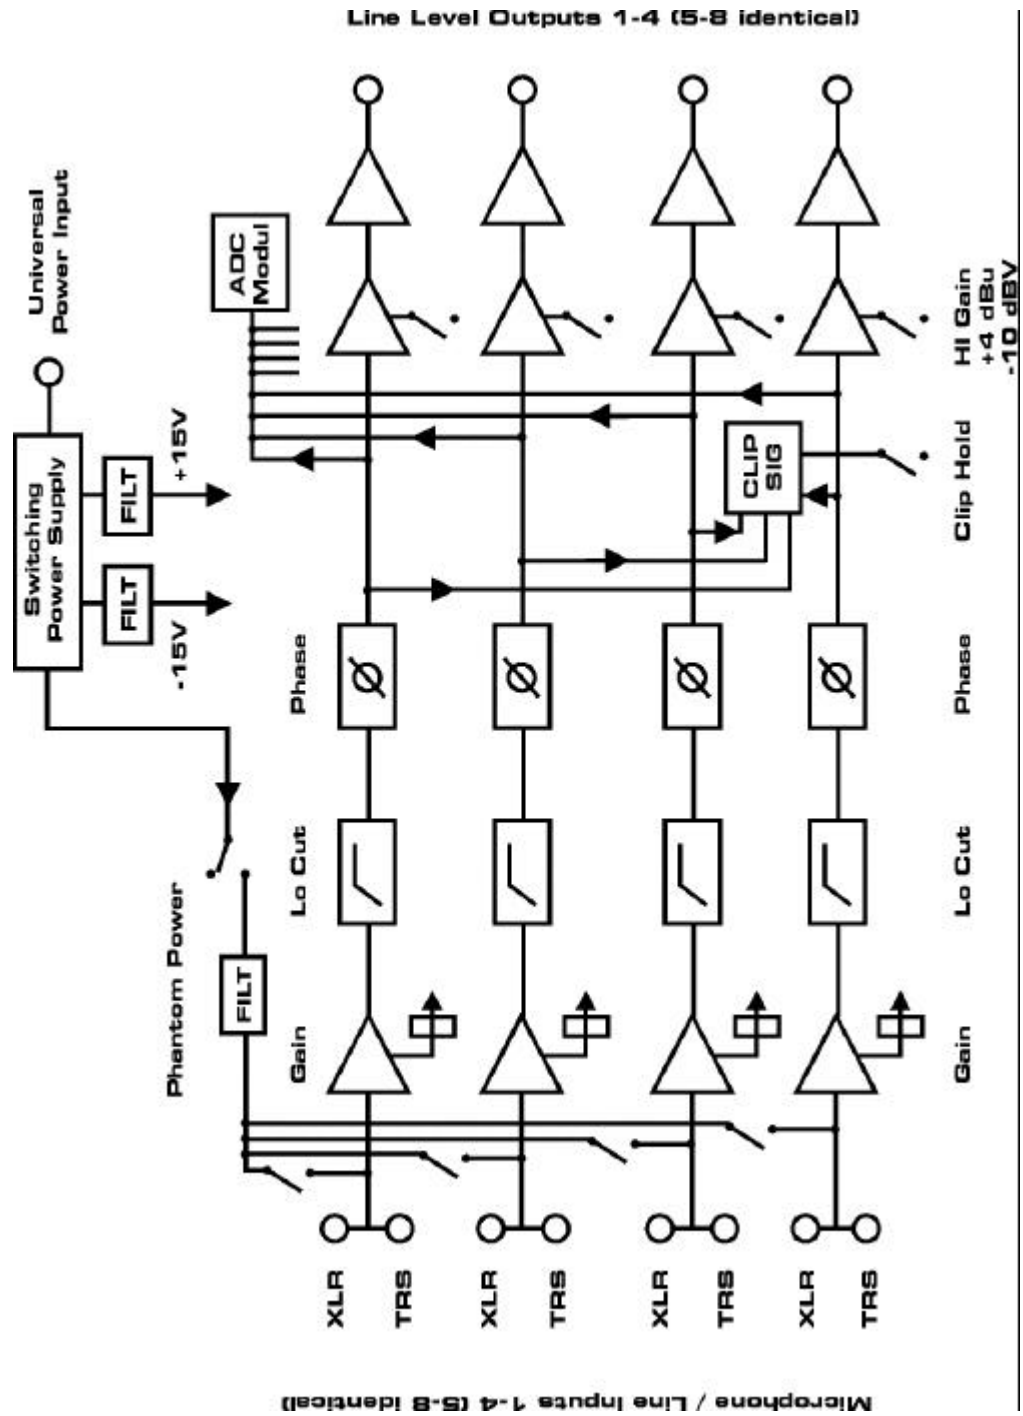 Line Level Outputs 1-4 (5-8 identical)
Universal
Power Input
ADC
Modul
HI Gain
+4 dBu
-10 dBV
Switching
Power Supply
FILT
+15V
FILT
-15V
CLIP
SIG
Clip Hold
Phase
Phase
Phantom Power
Lo Cut
Lo Cut
FILT
Gain
Gain
XLR
TRS
XLR
TRS
XLR
TRS
XLR
TRS
Microphone / Line Inputs 1-4 (5-8 identical)